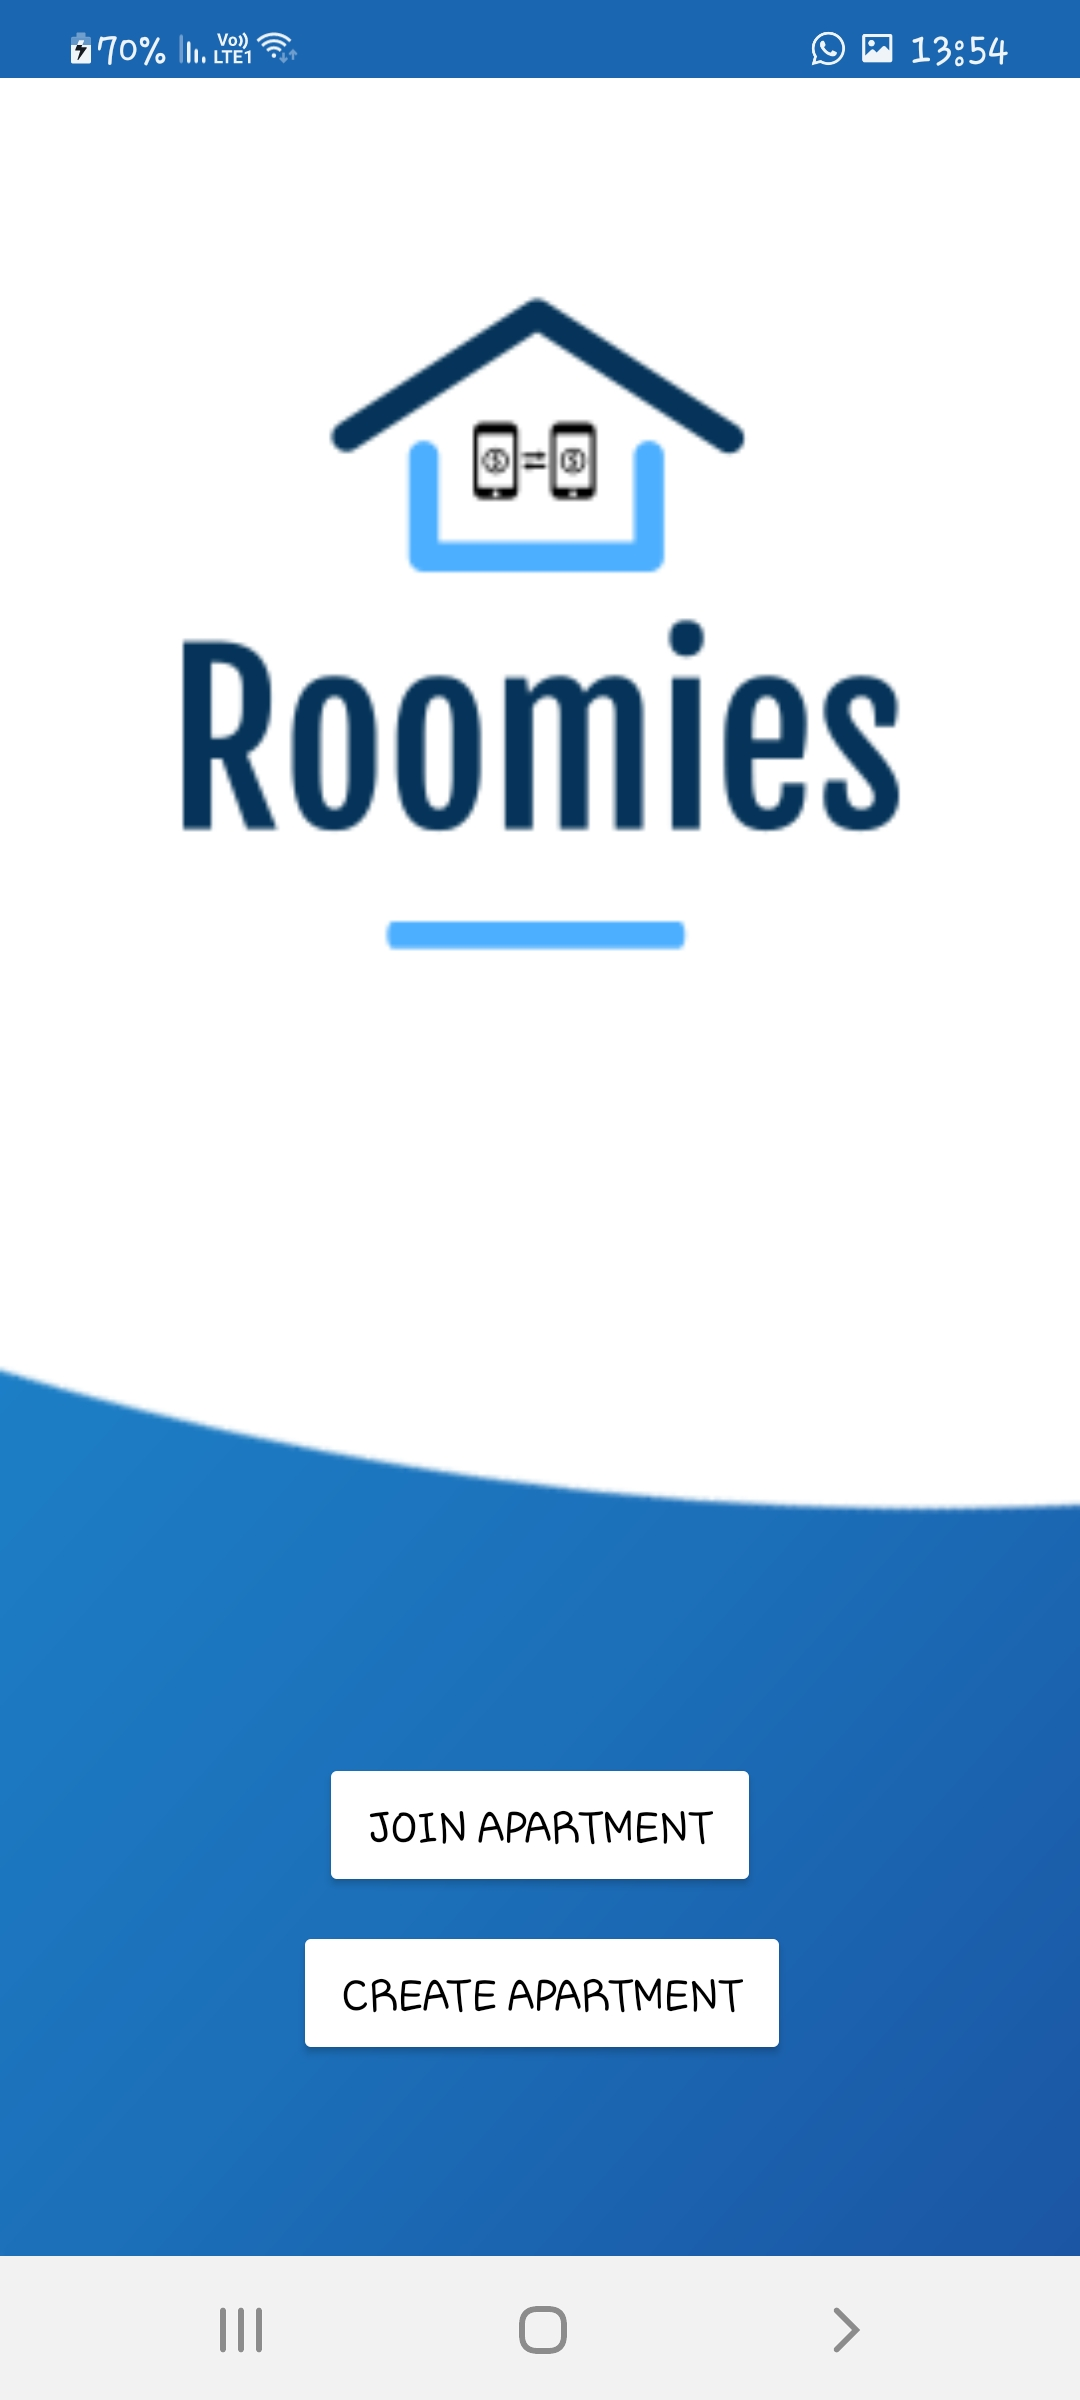 70% Vo)) LTE1 13:54
Roomies
JOIN APARTMENT
CREATE APARTMENT